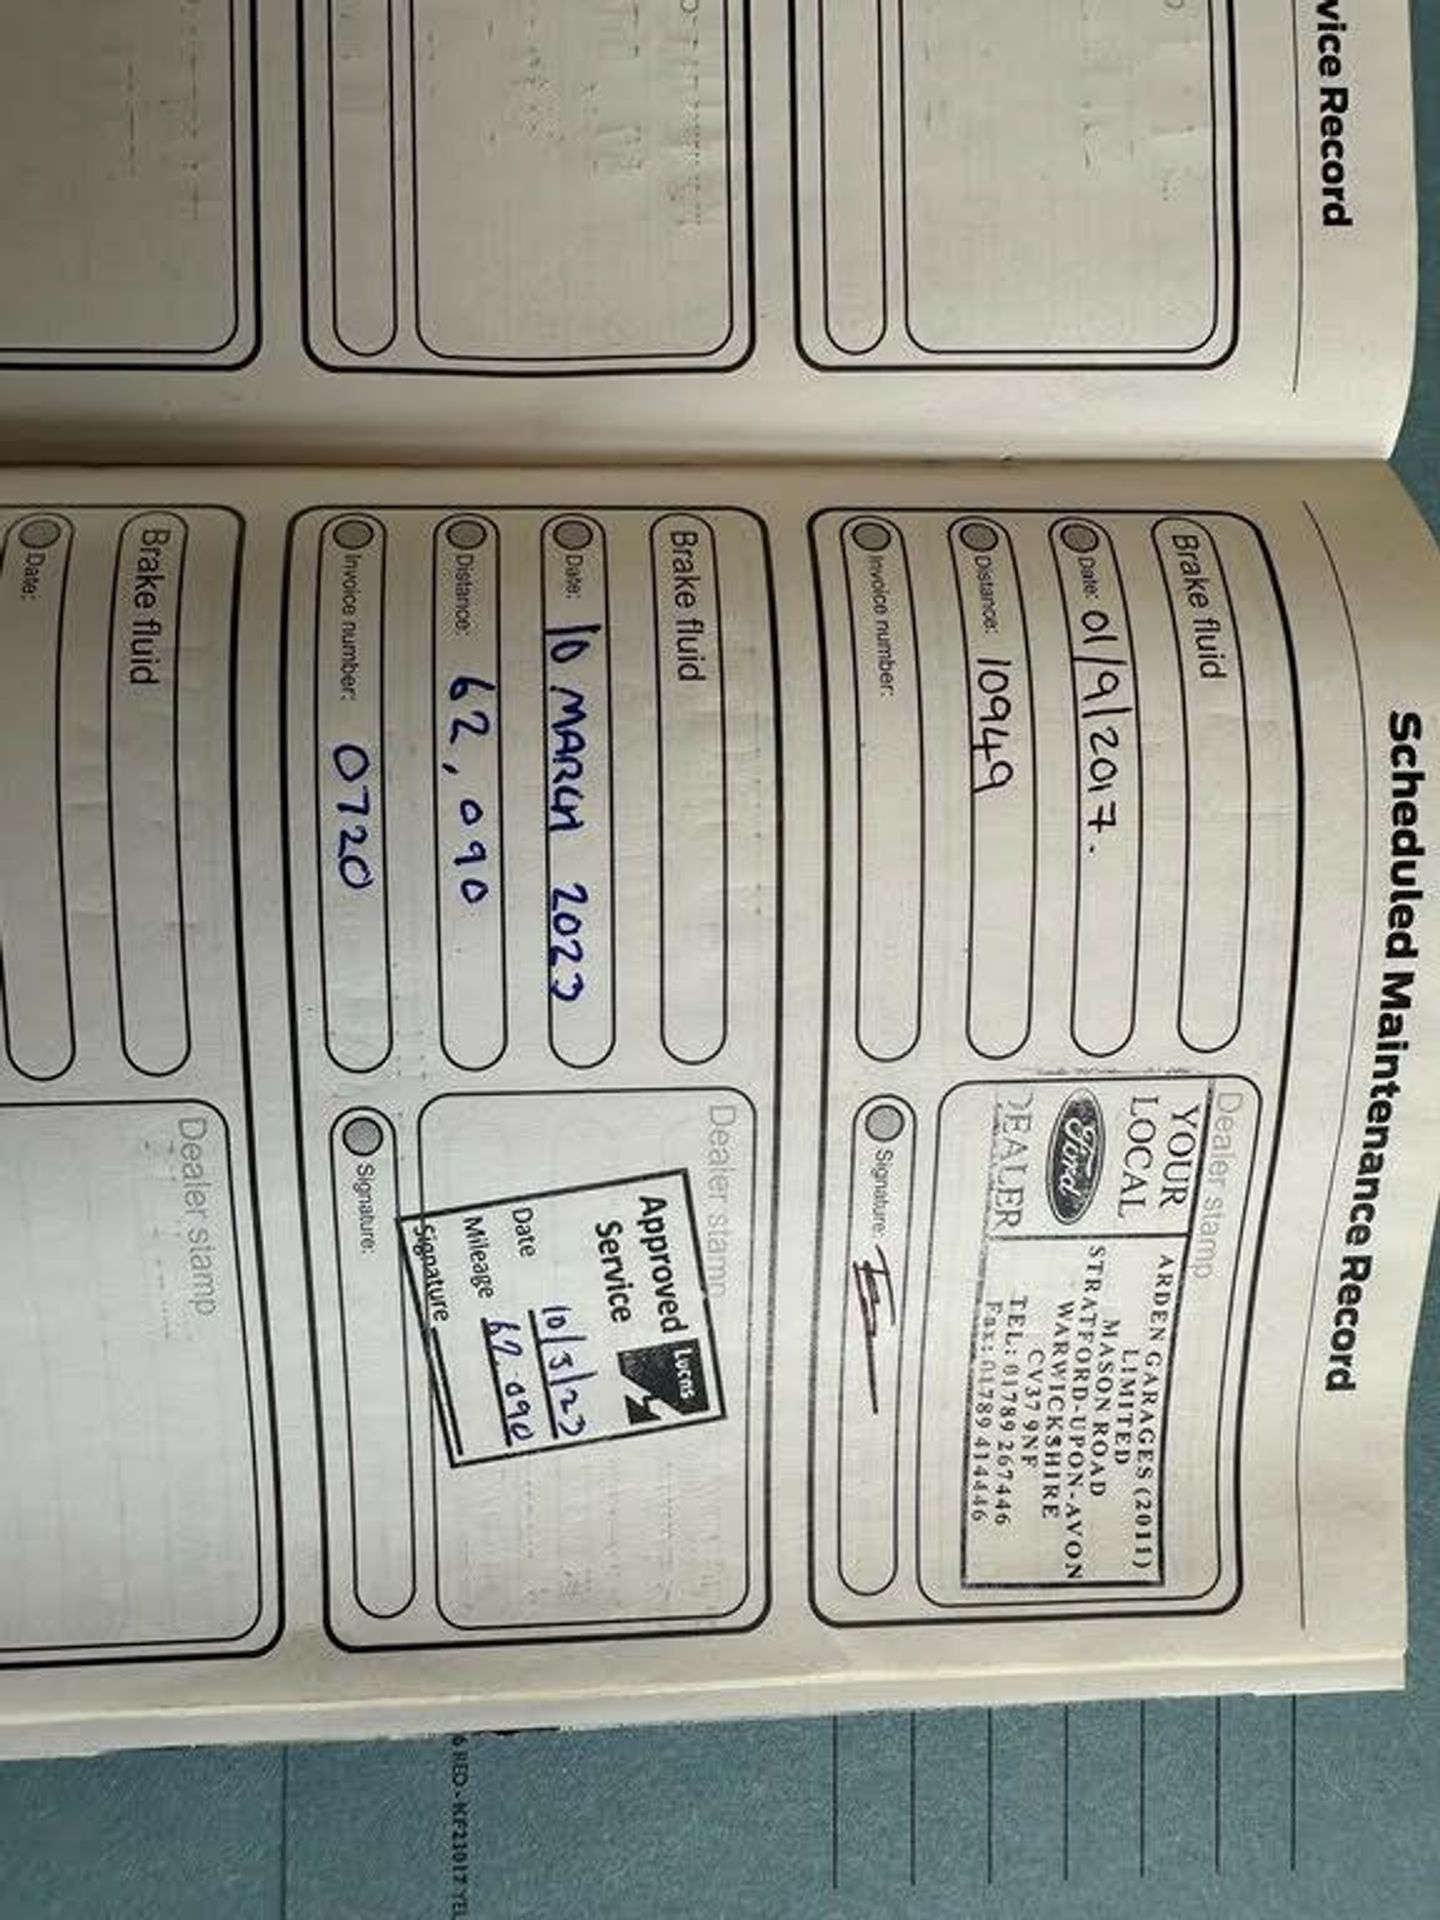 vice Record
Scheduled Maintenance Record
Brake fluid
Date: 01/9/2017.
Distance: 10949
Invoice number:
Dealer stamp
YOUR
LOCAL
Ford
DEALER
ARDEN GARAGES (2011)
LIMITED
MASON ROAD
STRATFORD-UPON-AVON
WARWICKSHIRE
CV37 9NF
TEL: 01789 267446
Fax: 01789 414446
Signature:
Brake fluid
Date: 10 MARCH 2023
Distance: 62,090
Invoice number: 0720
Dealer stamp
Approved
Service
Lucas
Date 10/3/23
Mileage 62.090
Signature
Signature:
Brake fluid
Date:
Dealer stamp